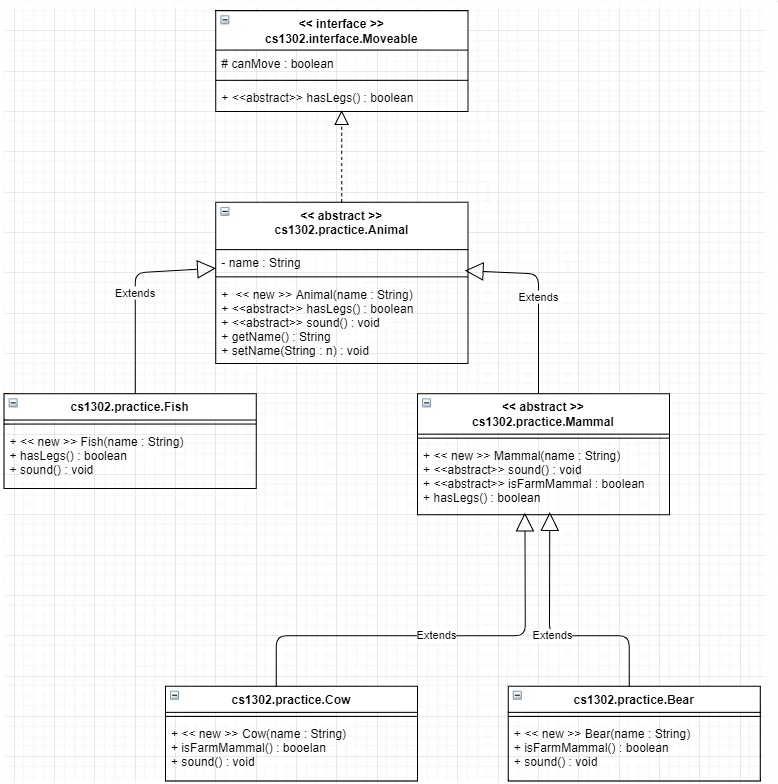 << interface >>
cs1302.interface.Moveable
# canMove : boolean
+ <<abstract>> hasLegs() : boolean
<< abstract >>
cs1302.practice.Animal
- name : String
+ << new >> Animal(name : String)
+ <<abstract>> hasLegs() : boolean
+ <<abstract>> sound() : void
+ getName() : String
+ setName(String : n) : void
Extends
Extends
cs1302.practice.Fish
+ << new >> Fish(name : String)
+ hasLegs() : boolean
+ sound() : void
<< abstract >>
cs1302.practice.Mammal
+ << new >> Mammal(name : String)
+ <<abstract>> sound() : void
+ <<abstract>> isFarmMammal : boolean
+ hasLegs() : boolean
Extends
Extends
cs1302.practice.Cow
+ << new >> Cow(name : String)
+ isFarmMammal() : booelan
+ sound() : void
cs1302.practice.Bear
+ << new >> Bear(name : String)
+ isFarmMammal() : boolean
+ sound() : void